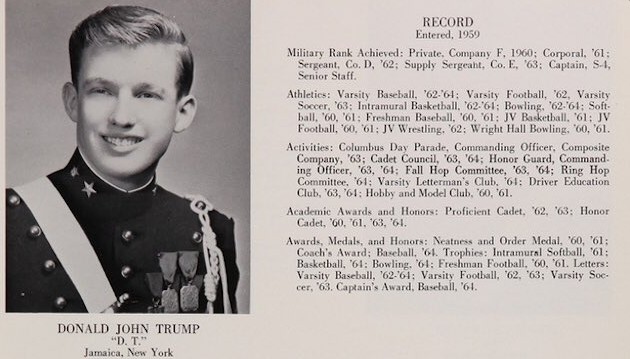 DONALD JOHN TRUMP
"D. T."
Jamaica, New York
RECORD
Entered, 1959
Military Rank Achieved: Private, Company F, 1960; Corporal, '61;
Sergeant, Co. D, '62; Supply Sergeant, Co. E, '63; Captain, S-4,
Senior Staff.
Athletics: Varsity Baseball, '62-'64; Varsity Football, '62, Varsity
Soccer, '63; Intramural Basketball, '62-'64; Bowling, '62-'64; Soft-
ball, '60, '61; Freshman Baseball, '60, '61; JV Basketball, '61; JV
Football, '60, '61; JV Wrestling, '62; Wright Hall Bowling, '60, '61.
Activities: Columbus Day Parade, Commanding Officer, Composite
Company, '63; Cadet Council, '63, '64; Honor Guard, Command-
ing Officer, '63, '64; Fall Hop Committee, '63, '64; Ring Hop
Committee, '64; Varsity Letterman's Club, '64; Driver Education
Club, '63, '64; Hobby and Model Club, '60, '61.
Academic Awards and Honors: Proficient Cadet, '62, '63; Honor
Cadet, '60, '61, '63, '64.
Awards, Medals, and Honors: Neatness and Order Medal, '60, '61;
Coach's Award; Baseball, '64. Trophies: Intramural Softball, '61;
Basketball, '64; Bowling, '64; Freshman Football, '60, '61. Letters:
Varsity Baseball, '62-'64; Varsity Football, '62, '63; Varsity Soc-
cer, '63. Captain's Award, Baseball, '64.